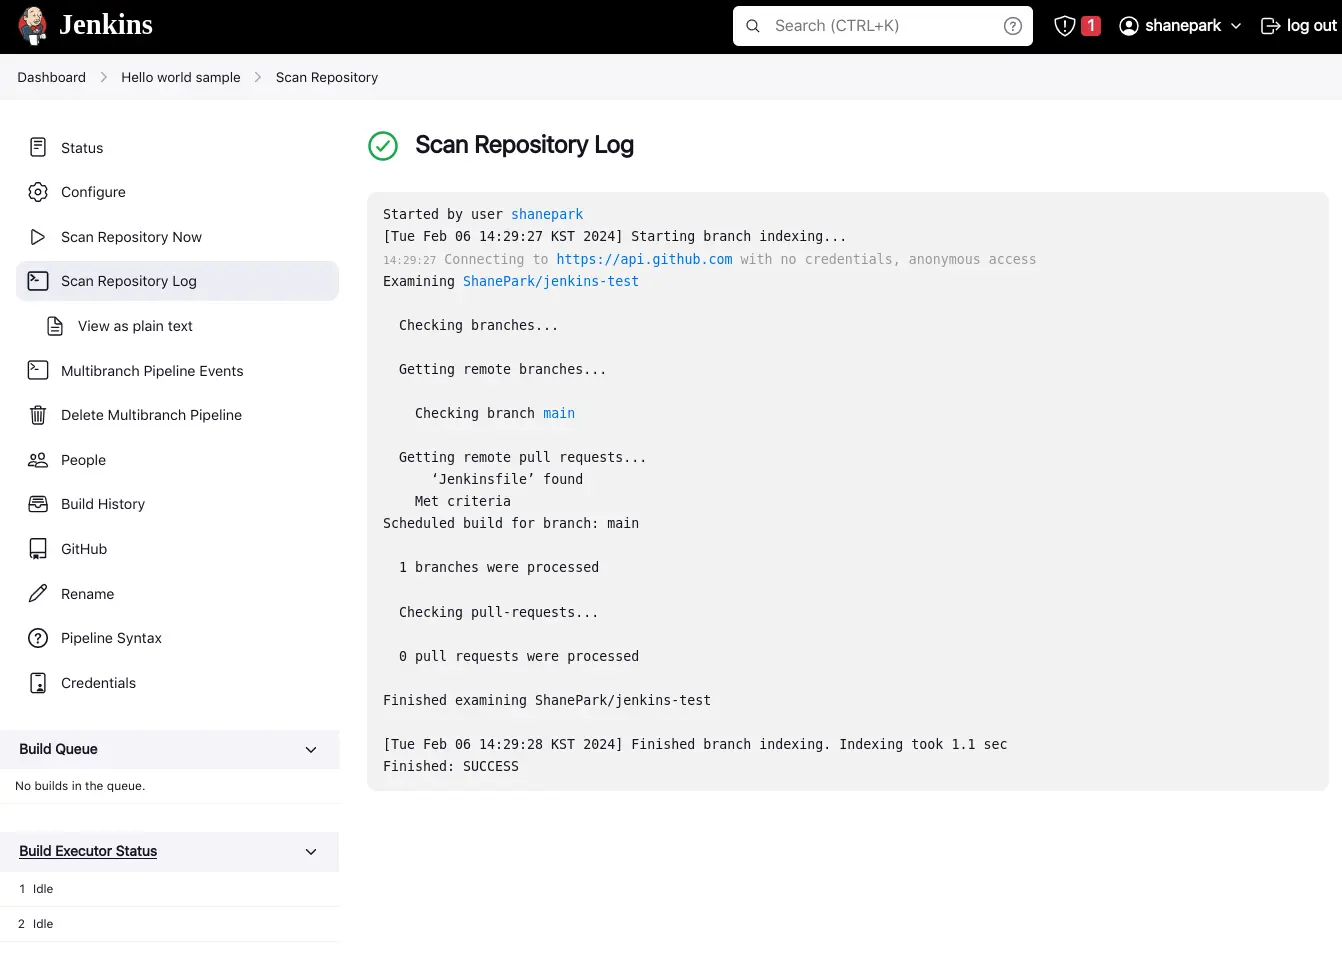 Jenkins
Search (CTRL+K)
?
1
shanepark
log out
Dashboard > Hello world sample > Scan Repository
Status
Configure
Scan Repository Now
Scan Repository Log
View as plain text
Multibranch Pipeline Events
Delete Multibranch Pipeline
People
Build History
GitHub
Rename
Pipeline Syntax
Credentials
Build Queue
No builds in the queue.
Build Executor Status
1 Idle
2 Idle
Scan Repository Log
Started by user shanepark
[Tue Feb 06 14:29:27 KST 2024] Starting branch indexing...
14:29:27 Connecting to https://api.github.com with no credentials, anonymous access
Examining ShanePark/jenkins-test
Checking branches...
Getting remote branches...
Checking branch main
Getting remote pull requests...
‘Jenkinsfile’ found
Met criteria
Scheduled build for branch: main
1 branches were processed
Checking pull-requests...
0 pull requests were processed
Finished examining ShanePark/jenkins-test
[Tue Feb 06 14:29:28 KST 2024] Finished branch indexing. Indexing took 1.1 sec
Finished: SUCCESS